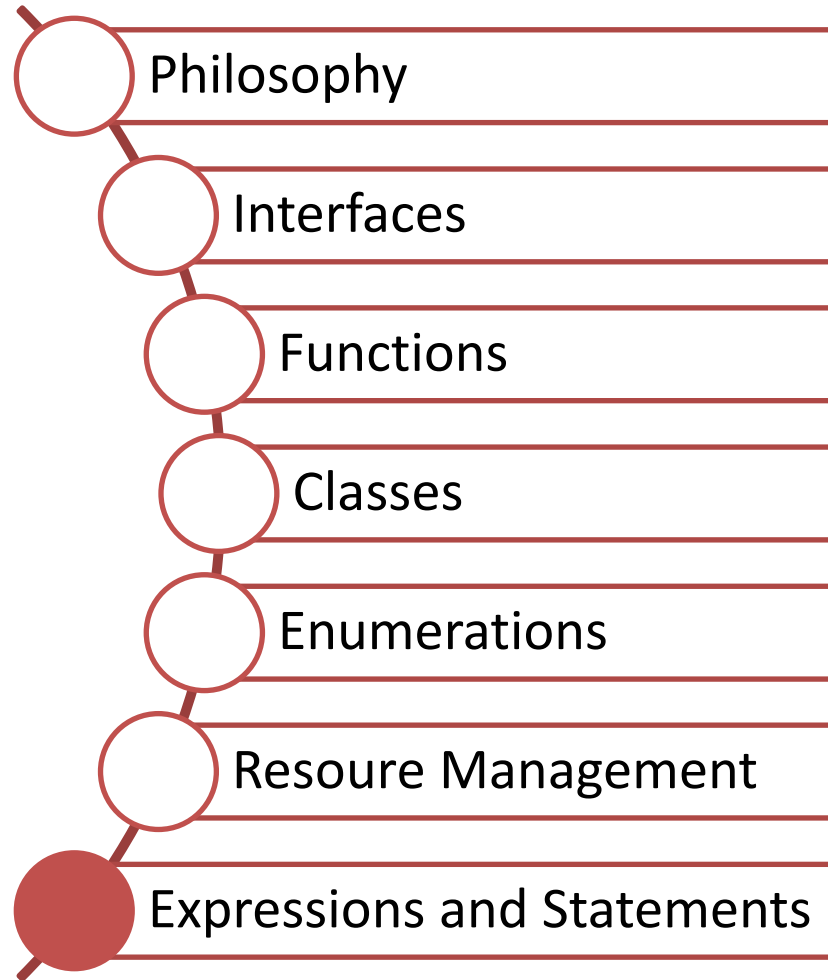 Philosophy
Interfaces
Functions
Classes
Enumerations
Resoure Management
Expressions and Statements